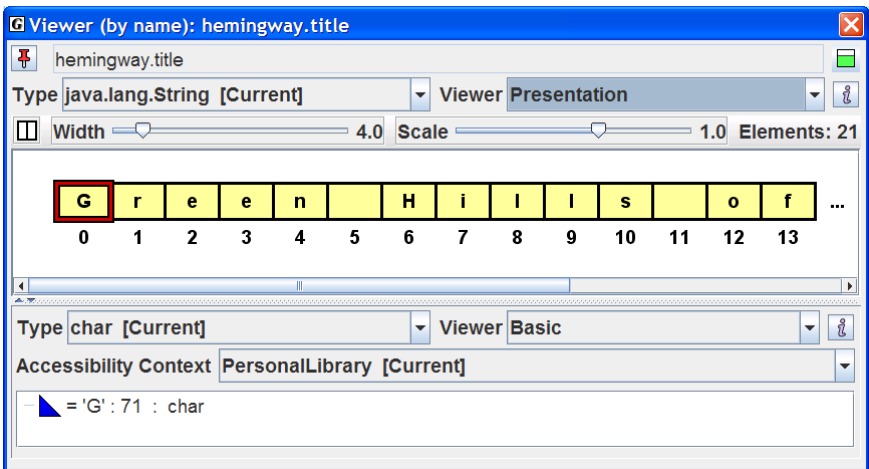 G Viewer (by name): hemingway.title
hemingway.title
Type java.lang.String [Current] Viewer Presentation i
Width 4.0 Scale 1.0 Elements: 21
G r e e n H i l l s o f ...
0 1 2 3 4 5 6 7 8 9 10 11 12 13
Type char [Current] Viewer Basic i
Accessibility Context PersonalLibrary [Current]
= 'G' : 71 : char